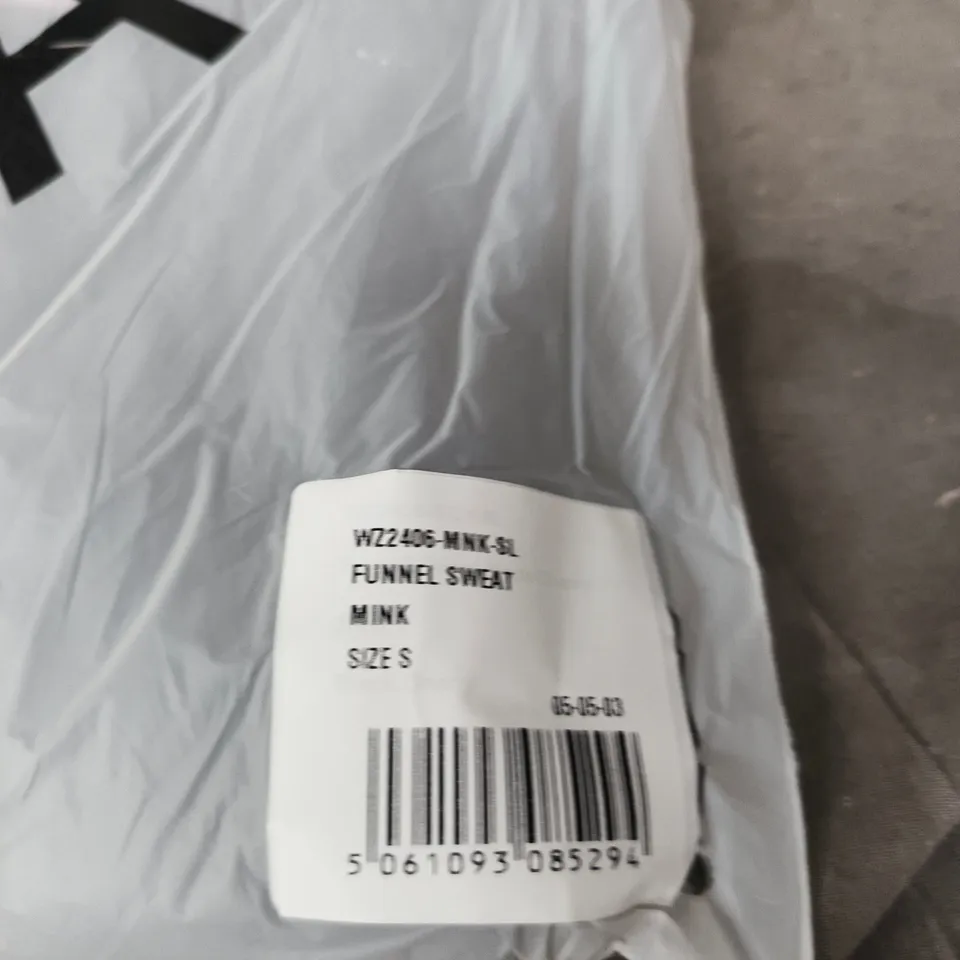 WZ2406-MNK-SL
FUNNEL SWEAT
MINK
SIZE S
05-05-03
5 061093 085294